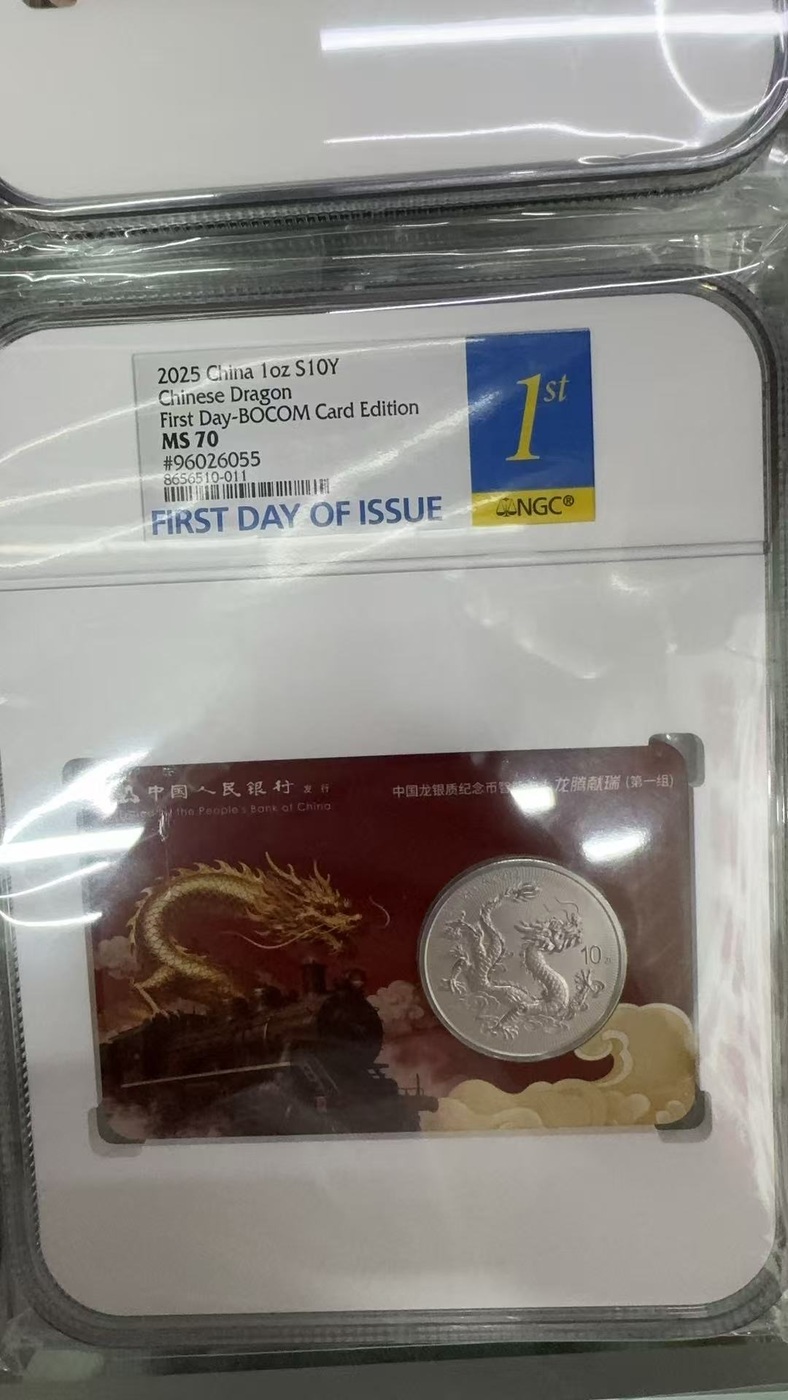 2025 China 1oz S10Y
Chinese Dragon
First Day-BOCOM Card Edition
MS 70
#96026055
8656510-011
FIRST DAY OF ISSUE
1st
NGC®
中国人民银行 发行
the People's Bank of China
中国龙银质纪念币 龙腾献瑞 (第一组)
10